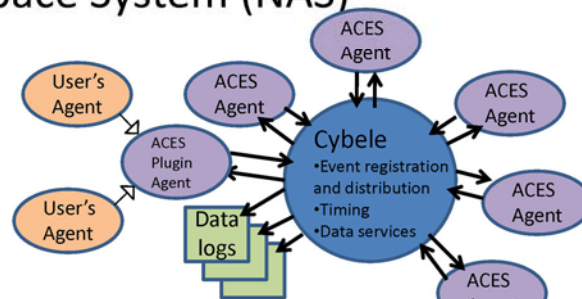 pace System (NAS)
ACES
Agent
User's
Agent
ACES
Agent
ACES
Agent
ACES
Plugin
Agent
Cybele
•Event registration
and distribution
•Timing
•Data services
ACES
Agent
User's
Agent
Data
logs
ACES